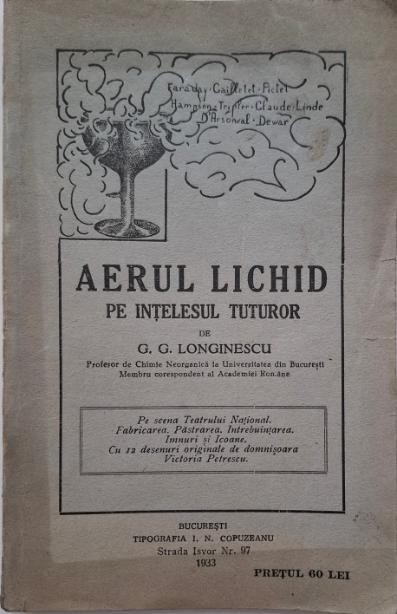 Faraday · Cailletet · Pictet
Hampson · Tripler · Claude · Linde
D'Arsonval · Dewar
AERUL LICHID
PE INȚELESUL TUTUROR
DE
G. G. LONGINESCU
Profesor de Chimie Neorganică la Universitatea din București
Membru corespondent al Academiei Române
Pe scena Teatrului Național.
Fabricarea. Păstrarea. Intrebuințarea.
Imnuri și Icoane.
Cu 12 desenuri originale de domnișoara
Victoria Petrescu.
BUCUREȘTI
TIPOGRAFIA I. N. COPUZEANU
Strada Isvor Nr. 97
1933
PREȚUL 60 LEI